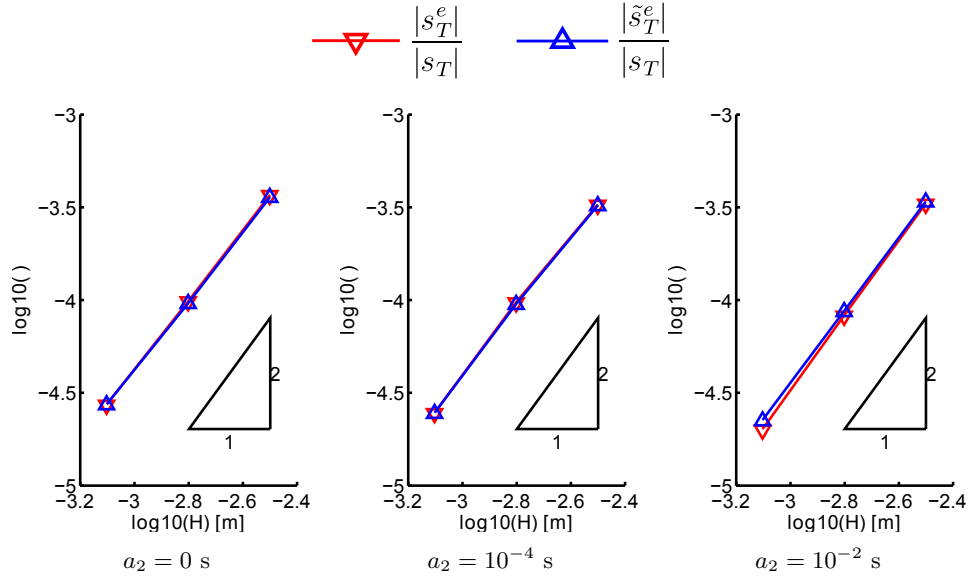 |s_T^e| / |s_T|
|s̃_T^e| / |s_T|
−3
−3.5
−4
−4.5
−5
log10( )
2
1
−3.2 −3 −2.8 −2.6 −2.4
log10(H) [m]
a_2 = 0 s
−3
−3.5
−4
−4.5
−5
log10( )
2
1
−3.2 −3 −2.8 −2.6 −2.4
log10(H) [m]
a_2 = 10^{−4} s
−3
−3.5
−4
−4.5
−5
log10( )
2
1
−3.2 −3 −2.8 −2.6 −2.4
log10(H) [m]
a_2 = 10^{−2} s